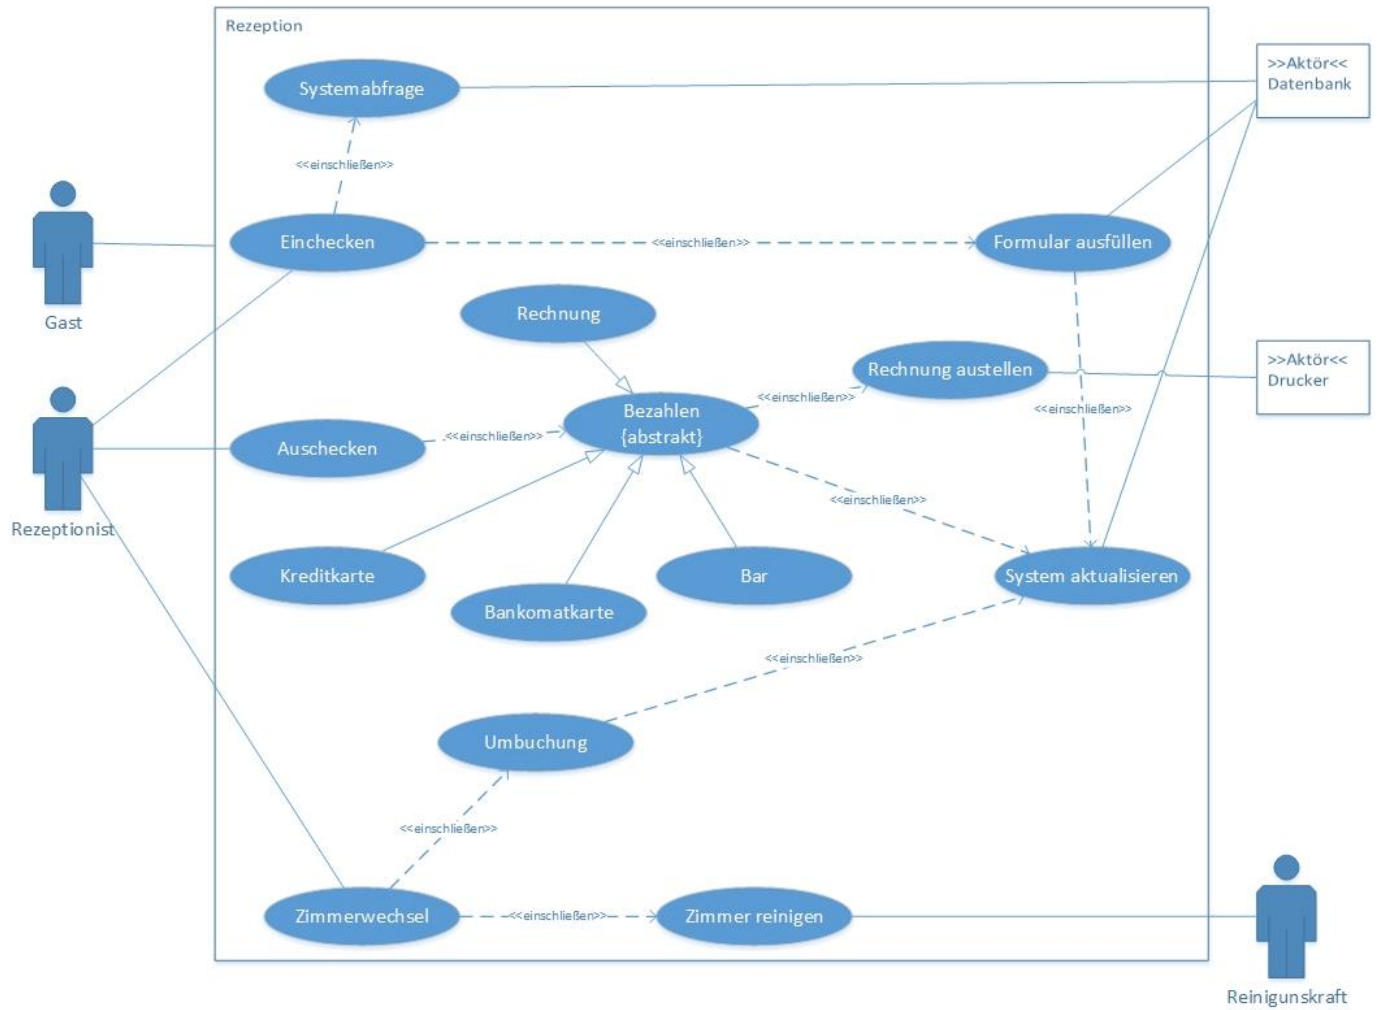 Rezeption
>>Aktör<<
Datenbank
Systemabfrage
<<einschließen>>
Gast
Einchecken
<<einschließen>>
Formular ausfüllen
Rechnung
Rechnung austellen
>>Aktör<<
Drucker
<<einschließen>>
<<einschließen>>
Bezahlen
{abstrakt}
Rezeptionist
Auschecken
<<einschließen>>
<<einschließen>>
Kreditkarte
Bankomatkarte
Bar
System aktualisieren
<<einschließen>>
Umbuchung
<<einschließen>>
Zimmerwechsel
<<einschließen>>
Zimmer reinigen
Reinigunskraft